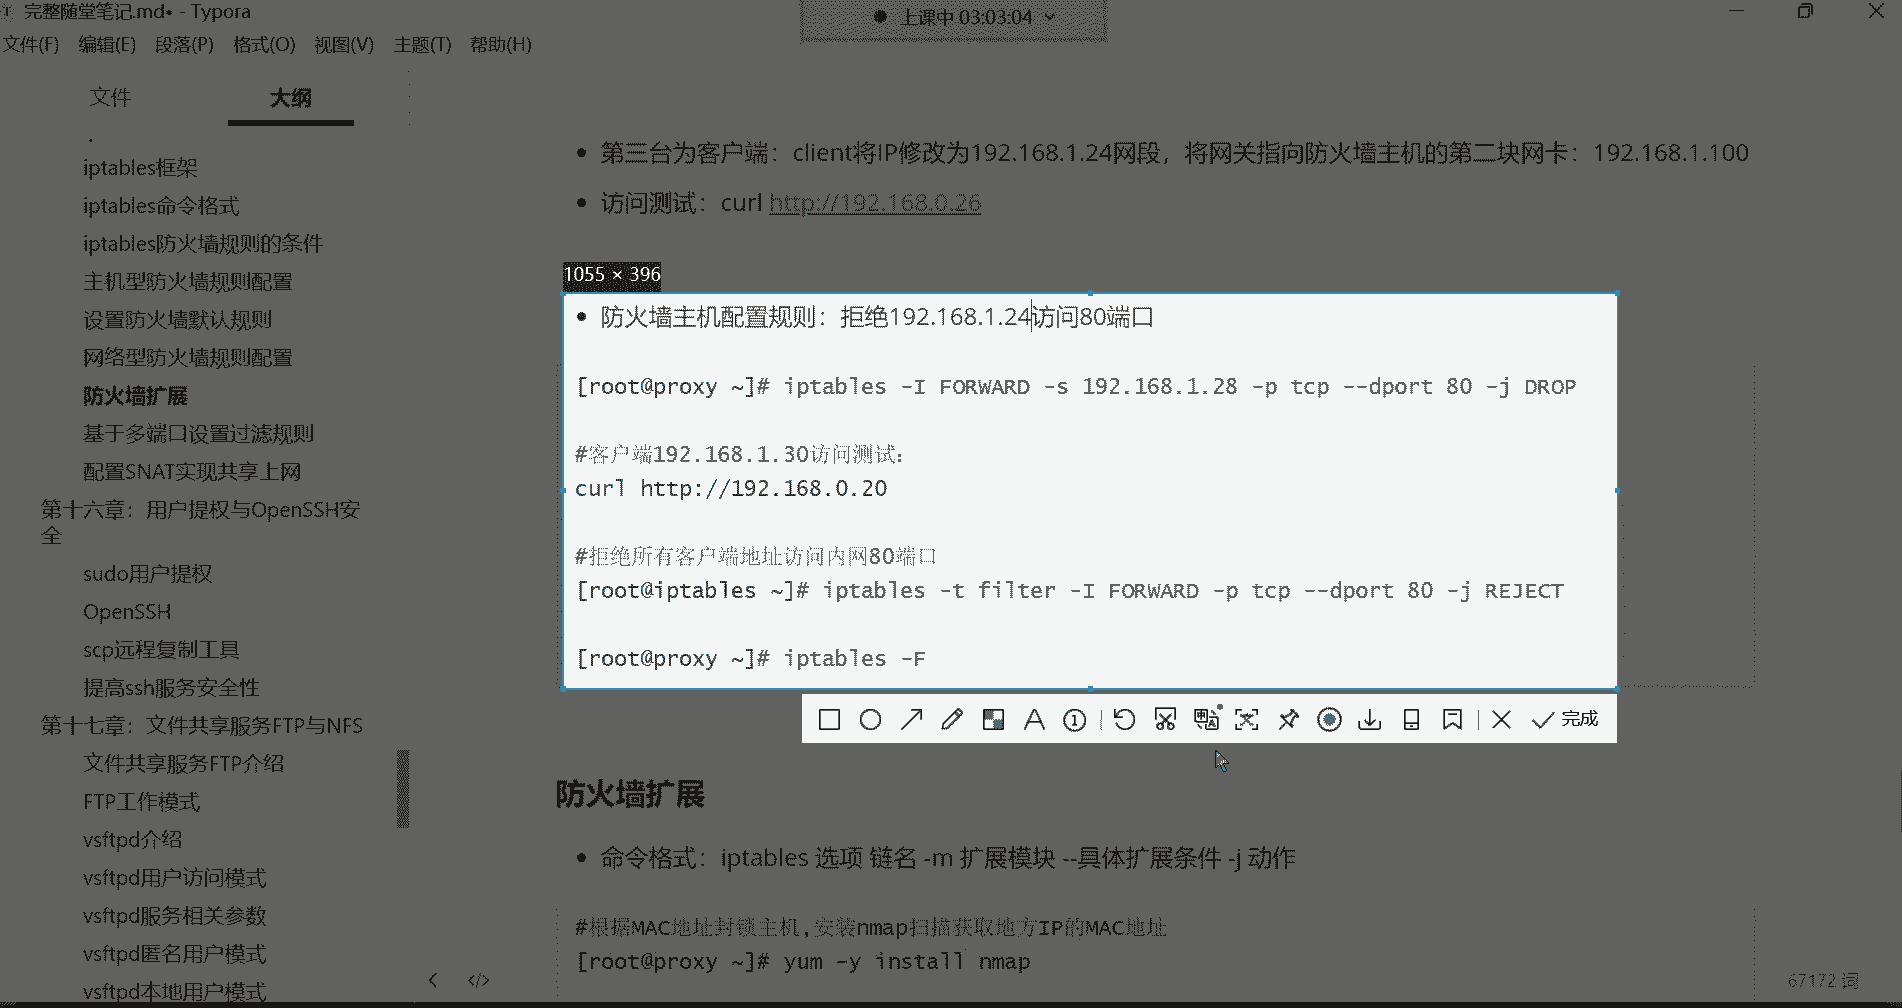 完整随堂笔记.md• - Typora
上课中 03:03:04
文件(F) 编辑(E) 段落(P) 格式(O) 视图(V) 主题(T) 帮助(H)
文件 大纲
iptables框架
iptables命令格式
iptables防火墙规则的条件
主机型防火墙规则配置
设置防火墙默认规则
网络型防火墙规则配置
防火墙扩展
基于多端口设置过滤规则
配置SNAT实现共享上网
第十六章：用户提权与OpenSSH安
全
sudo用户提权
OpenSSH
scp远程复制工具
提高ssh服务安全性
第十七章：文件共享服务FTP与NFS
文件共享服务FTP介绍
FTP工作模式
vsftpd介绍
vsftpd用户访问模式
vsftpd服务相关参数
vsftpd匿名用户模式
vsftpd本地用户模式
• 第三台为客户端：client将IP修改为192.168.1.24网段，将网关指向防火墙主机的第二块网卡：192.168.1.100
• 访问测试：curl http://192.168.0.26
1055 × 396
• 防火墙主机配置规则：拒绝192.168.1.24访问80端口
[root@proxy ~]# iptables -I FORWARD -s 192.168.1.28 -p tcp --dport 80 -j DROP
#客户端192.168.1.30访问测试：
curl http://192.168.0.20
#拒绝所有客户端地址访问内网80端口
[root@iptables ~]# iptables -t filter -I FORWARD -p tcp --dport 80 -j REJECT
[root@proxy ~]# iptables -F
完成
防火墙扩展
• 命令格式：iptables 选项 链名 -m 扩展模块 --具体扩展条件 -j 动作
#根据MAC地址封锁主机,安装nmap扫描获取地方IP的MAC地址
[root@proxy ~]# yum -y install nmap
67172 词